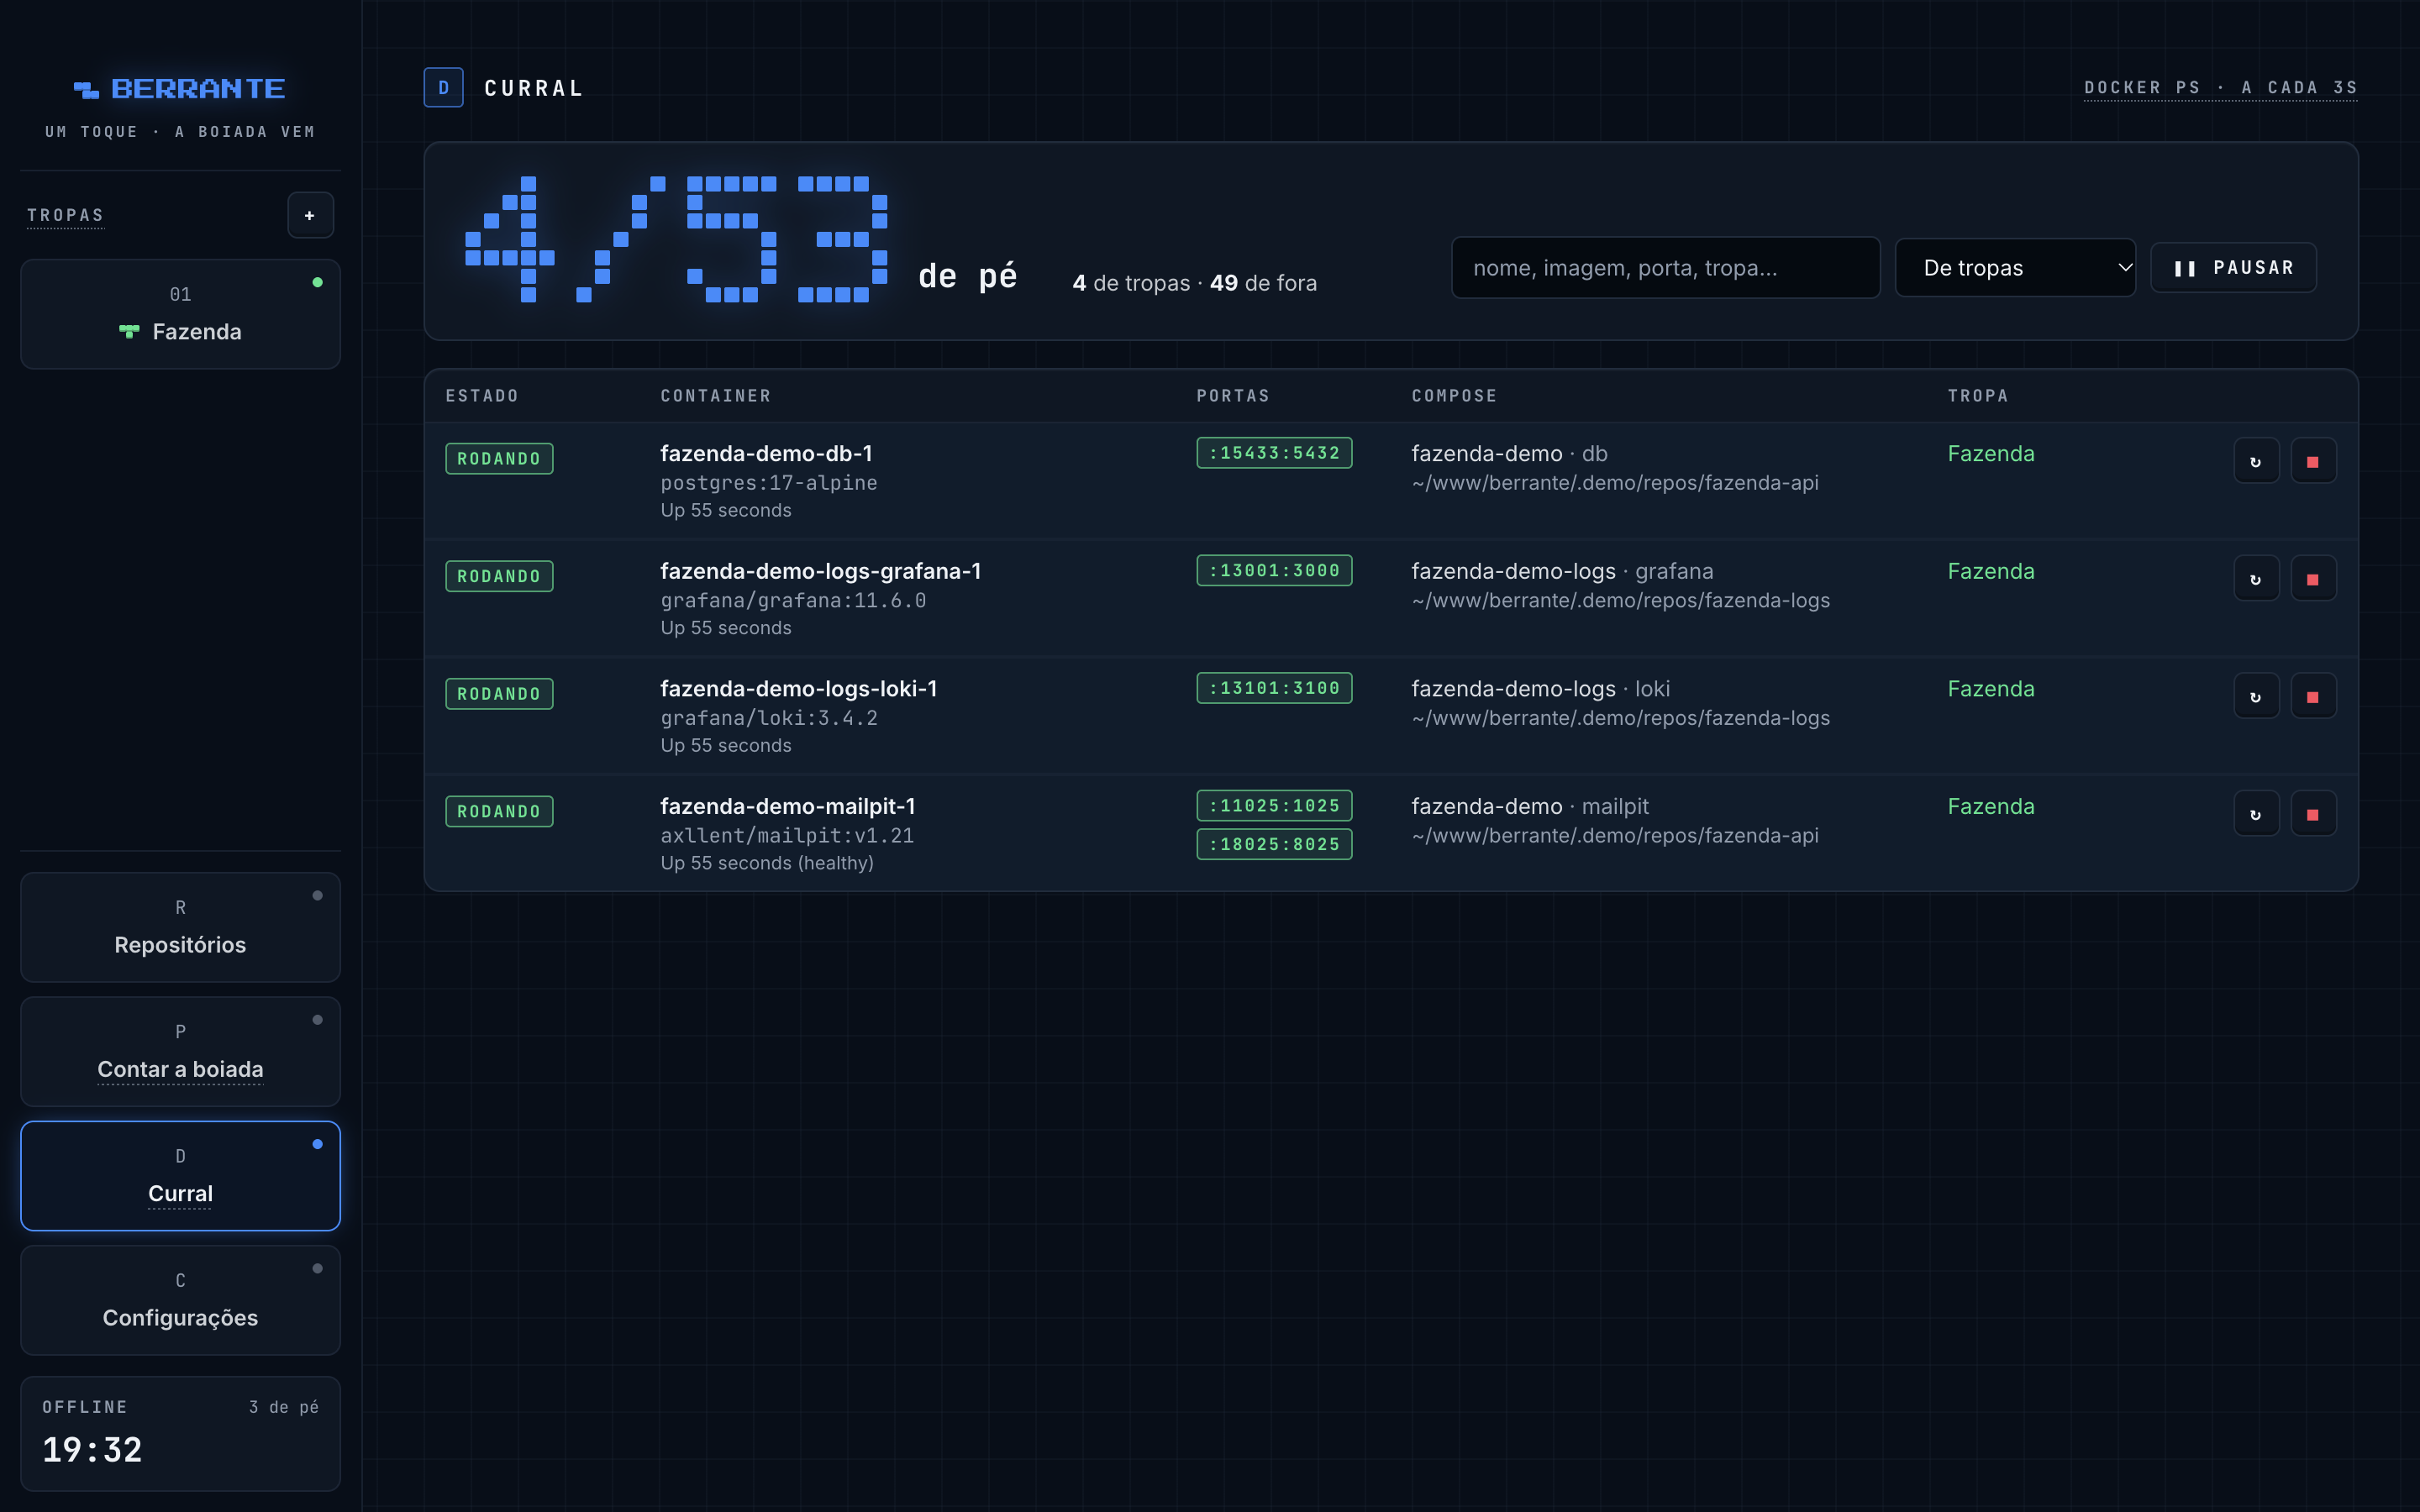 BERRANTE
UM TOQUE · A BOIADA VEM
TROPAS
+
01
Fazenda
R
Repositórios
P
Contar a boiada
D
Curral
C
Configurações
OFFLINE 3 de pé
19:32
D CURRAL
DOCKER PS · A CADA 3S
4/53 de pé
4 de tropas · 49 de fora
nome, imagem, porta, tropa...
De tropas
PAUSAR
ESTADO CONTAINER PORTAS COMPOSE TROPA
RODANDO fazenda-demo-db-1 :15433:5432 fazenda-demo · db Fazenda
postgres:17-alpine ~/www/berrante/.demo/repos/fazenda-api
Up 55 seconds
RODANDO fazenda-demo-logs-grafana-1 :13001:3000 fazenda-demo-logs · grafana Fazenda
grafana/grafana:11.6.0 ~/www/berrante/.demo/repos/fazenda-logs
Up 55 seconds
RODANDO fazenda-demo-logs-loki-1 :13101:3100 fazenda-demo-logs · loki Fazenda
grafana/loki:3.4.2 ~/www/berrante/.demo/repos/fazenda-logs
Up 55 seconds
RODANDO fazenda-demo-mailpit-1 :11025:1025 fazenda-demo · mailpit Fazenda
axllent/mailpit:v1.21 :18025:8025 ~/www/berrante/.demo/repos/fazenda-api
Up 55 seconds (healthy)